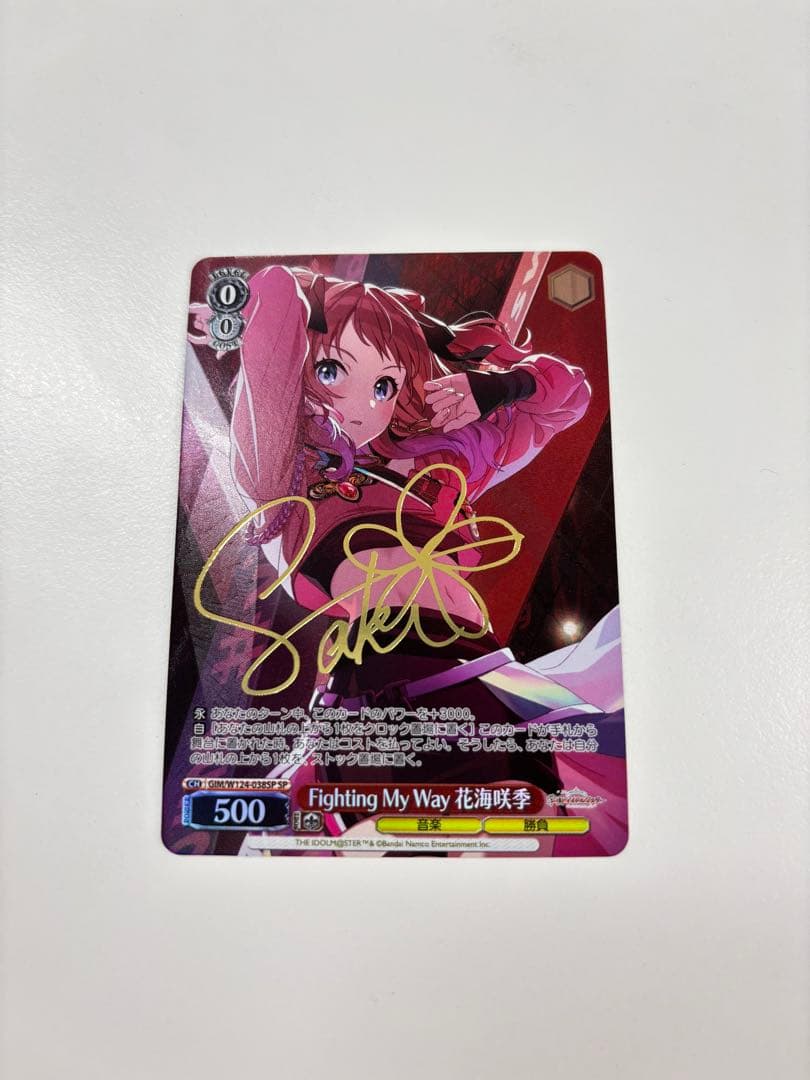 LEVEL
0
0
COST
Saki
永 あなたのターン中、このカードのパワーを+3000。
自 [あなたの山札の上から1枚をクロック置場に置く] このカードが手札から
舞台に置かれた時、あなたはコストを払ってよい。そうしたら、あなたは自分
の山札の上から1枚を、ストック置場に置く。
CH GIM/W124-038SP SP
500 Fighting My Way 花海咲季
音楽 勝負
THE IDOLM@STER™& ©Bandai Namco Entertainment Inc.